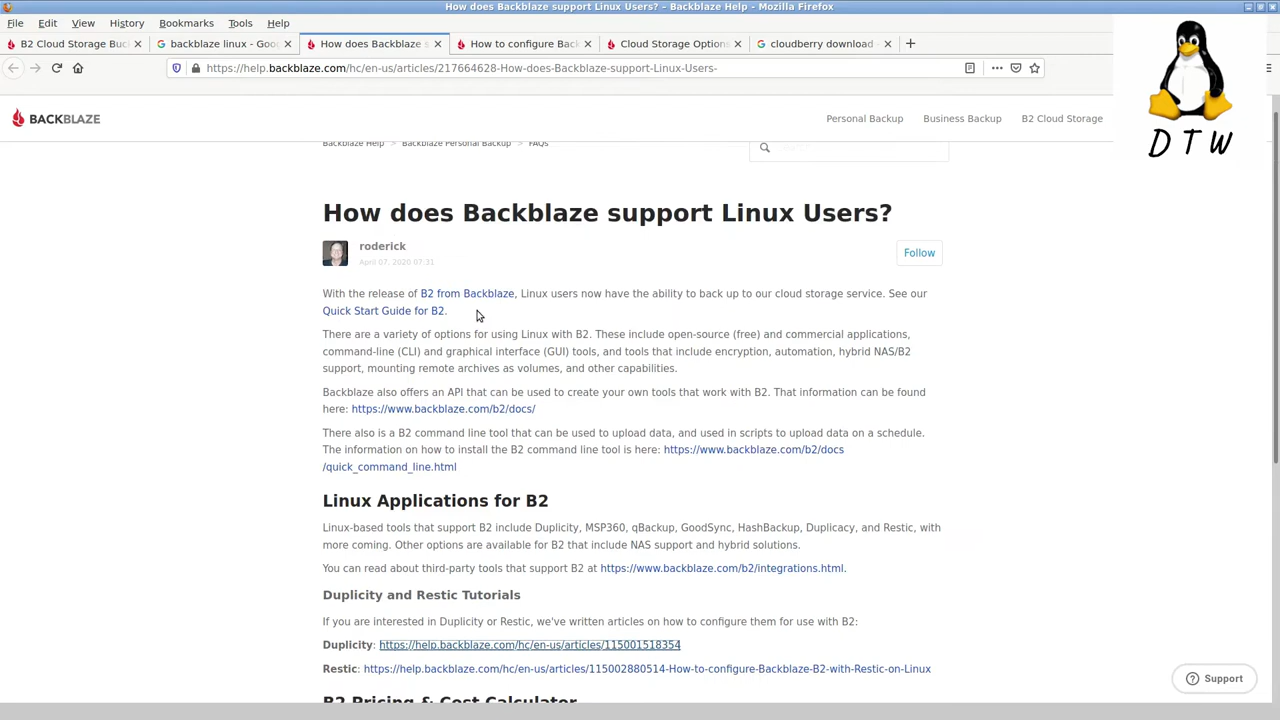 How does Backblaze support Linux Users? – Backblaze Help - Mozilla Firefox
File Edit View History Bookmarks Tools Help
B2 Cloud Storage Buc
backblaze linux - Goo
How does Backblaze s
How to configure Back
Cloud Storage Option
cloudberry download -
https://help.backblaze.com/hc/en-us/articles/217664628-How-does-Backblaze-support-Linux-Users-
BACKBLAZE
Personal Backup Business Backup B2 Cloud Storage
DTW
Backblaze Help > Backblaze Personal Backup > FAQs
How does Backblaze support Linux Users?
roderick
April 07, 2020 07:31
Follow
With the release of B2 from Backblaze, Linux users now have the ability to back up to our cloud storage service. See our
Quick Start Guide for B2.
There are a variety of options for using Linux with B2. These include open-source (free) and commercial applications,
command-line (CLI) and graphical interface (GUI) tools, and tools that include encryption, automation, hybrid NAS/B2
support, mounting remote archives as volumes, and other capabilities.
Backblaze also offers an API that can be used to create your own tools that work with B2. That information can be found
here: https://www.backblaze.com/b2/docs/
There also is a B2 command line tool that can be used to upload data, and used in scripts to upload data on a schedule.
The information on how to install the B2 command line tool is here: https://www.backblaze.com/b2/docs
/quick_command_line.html
Linux Applications for B2
Linux-based tools that support B2 include Duplicity, MSP360, qBackup, GoodSync, HashBackup, Duplicacy, and Restic, with
more coming. Other options are available for B2 that include NAS support and hybrid solutions.
You can read about third-party tools that support B2 at https://www.backblaze.com/b2/integrations.html.
Duplicity and Restic Tutorials
If you are interested in Duplicity or Restic, we've written articles on how to configure them for use with B2:
Duplicity: https://help.backblaze.com/hc/en-us/articles/115001518354
Restic: https://help.backblaze.com/hc/en-us/articles/115002880514-How-to-configure-Backblaze-B2-with-Restic-on-Linux
B2 Pricing & Cost Calculator
Support